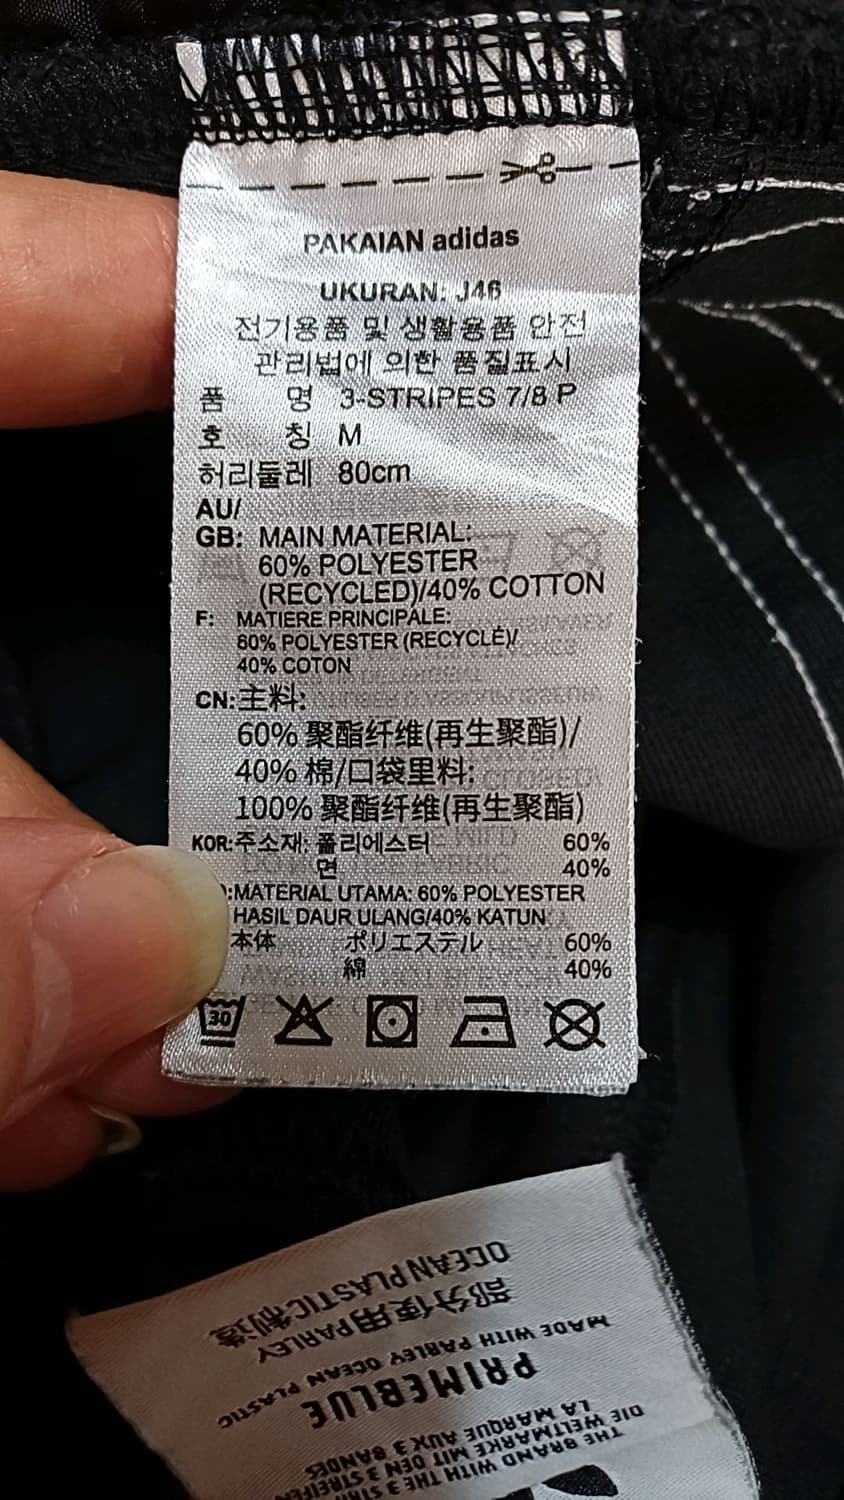 PAKAIAN adidas
UKURAN: J46
전기용품 및 생활용품 안전
관리법에 의한 품질표시
품 명 3-STRIPES 7/8 P
호 칭 M
허리둘레 80cm
AU/
GB: MAIN MATERIAL:
60% POLYESTER
(RECYCLED)/40% COTTON
F: MATIERE PRINCIPALE:
60% POLYESTER (RECYCLÉ)/
40% COTON
CN:主料:
60% 聚酯纤维(再生聚酯)/
40% 棉/口袋里料:
100% 聚酯纤维(再生聚酯)
KOR:주소재: 폴리에스터 60%
면 40%
:MATERIAL UTAMA: 60% POLYESTER
HASIL DAUR ULANG/40% KATUN
本体 ポリエステル 60%
綿 40%
30
THE BRAND WITH THE 3 STRIPES
DIE WELTMARKE MIT DEN 3 STREIFEN
LA MARQUE AUX 3 BANDES
PRIMEBLUE
MADE WITH PARLEY OCEAN PLASTIC
部分使用PARLEY
OCEAN PLASTIC制造